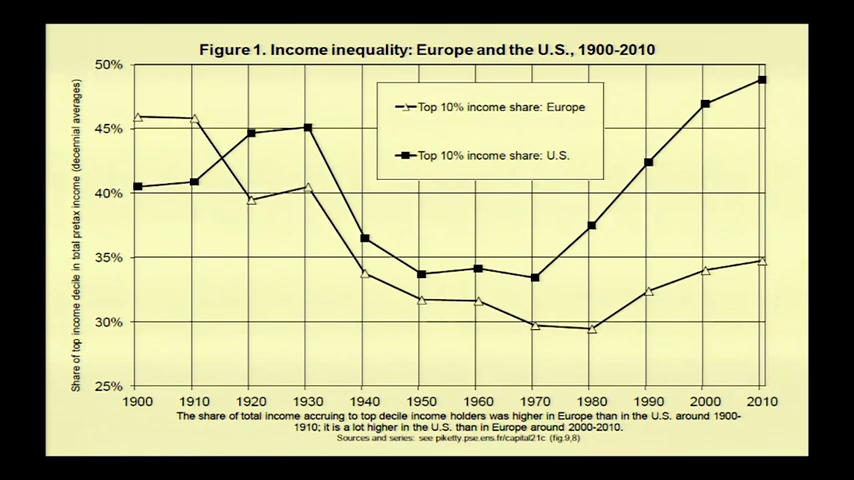 Figure 1. Income inequality: Europe and the U.S., 1900-2010
Share of top income decile in total pretax income (decennial averages)
50%
45%
40%
35%
30%
25%
Top 10% income share: Europe
Top 10% income share: U.S.
1900 1910 1920 1930 1940 1950 1960 1970 1980 1990 2000 2010
The share of total income accruing to top decile income holders was higher in Europe than in the U.S. around 1900-
1910; it is a lot higher in the U.S. than in Europe around 2000-2010.
Sources and series: see piketty.pse.ens.fr/capital21c (fig.9,8)